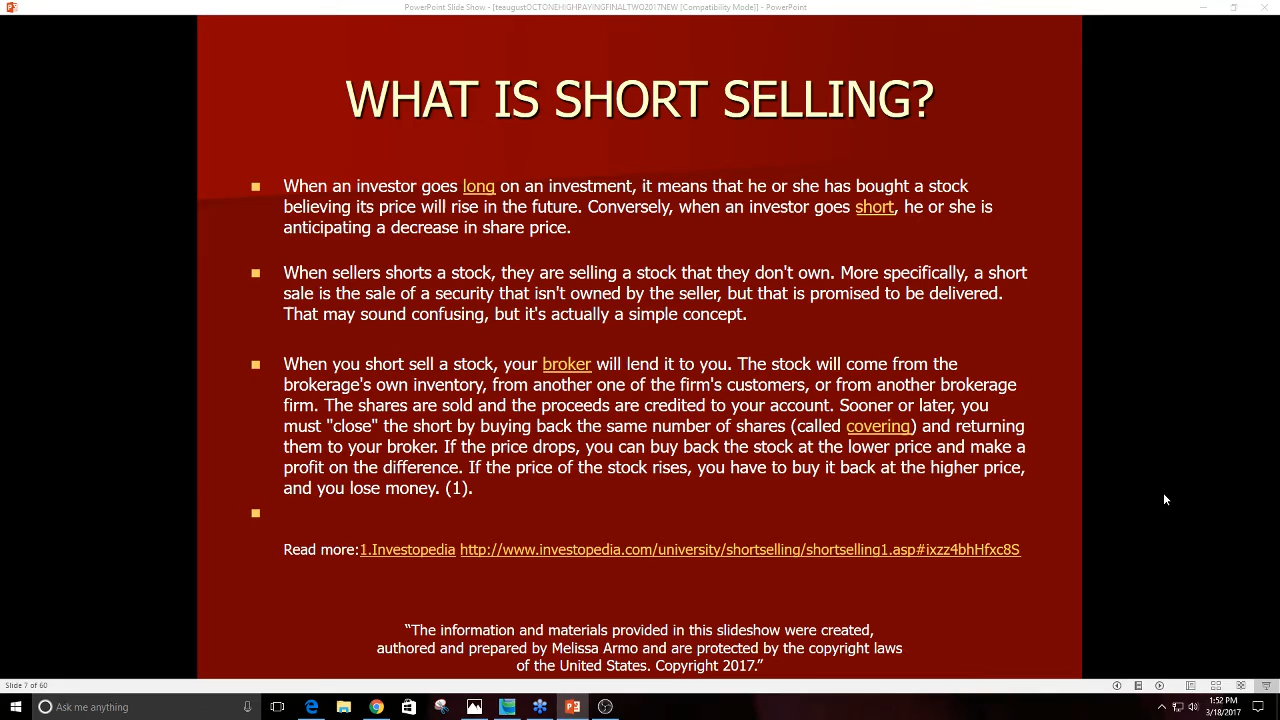 PowerPoint Slide Show - [teaugustOCTONEHIGHPAYINGFINALTWO2017NEW [Compatibility Mode]] - PowerPoint
WHAT IS SHORT SELLING?
When an investor goes long on an investment, it means that he or she has bought a stock
believing its price will rise in the future. Conversely, when an investor goes short, he or she is
anticipating a decrease in share price.
When sellers shorts a stock, they are selling a stock that they don't own. More specifically, a short
sale is the sale of a security that isn't owned by the seller, but that is promised to be delivered.
That may sound confusing, but it's actually a simple concept.
When you short sell a stock, your broker will lend it to you. The stock will come from the
brokerage's own inventory, from another one of the firm's customers, or from another brokerage
firm. The shares are sold and the proceeds are credited to your account. Sooner or later, you
must "close" the short by buying back the same number of shares (called covering) and returning
them to your broker. If the price drops, you can buy back the stock at the lower price and make a
profit on the difference. If the price of the stock rises, you have to buy it back at the higher price,
and you lose money. (1).
Read more:1.Investopedia http://www.investopedia.com/university/shortselling/shortselling1.asp#ixzz4bhHfxc8S
“The information and materials provided in this slideshow were created,
authored and prepared by Melissa Armo and are protected by the copyright laws
of the United States. Copyright 2017.”
Slide 7 of 60
Ask me anything
1:52 PM
3/18/2017